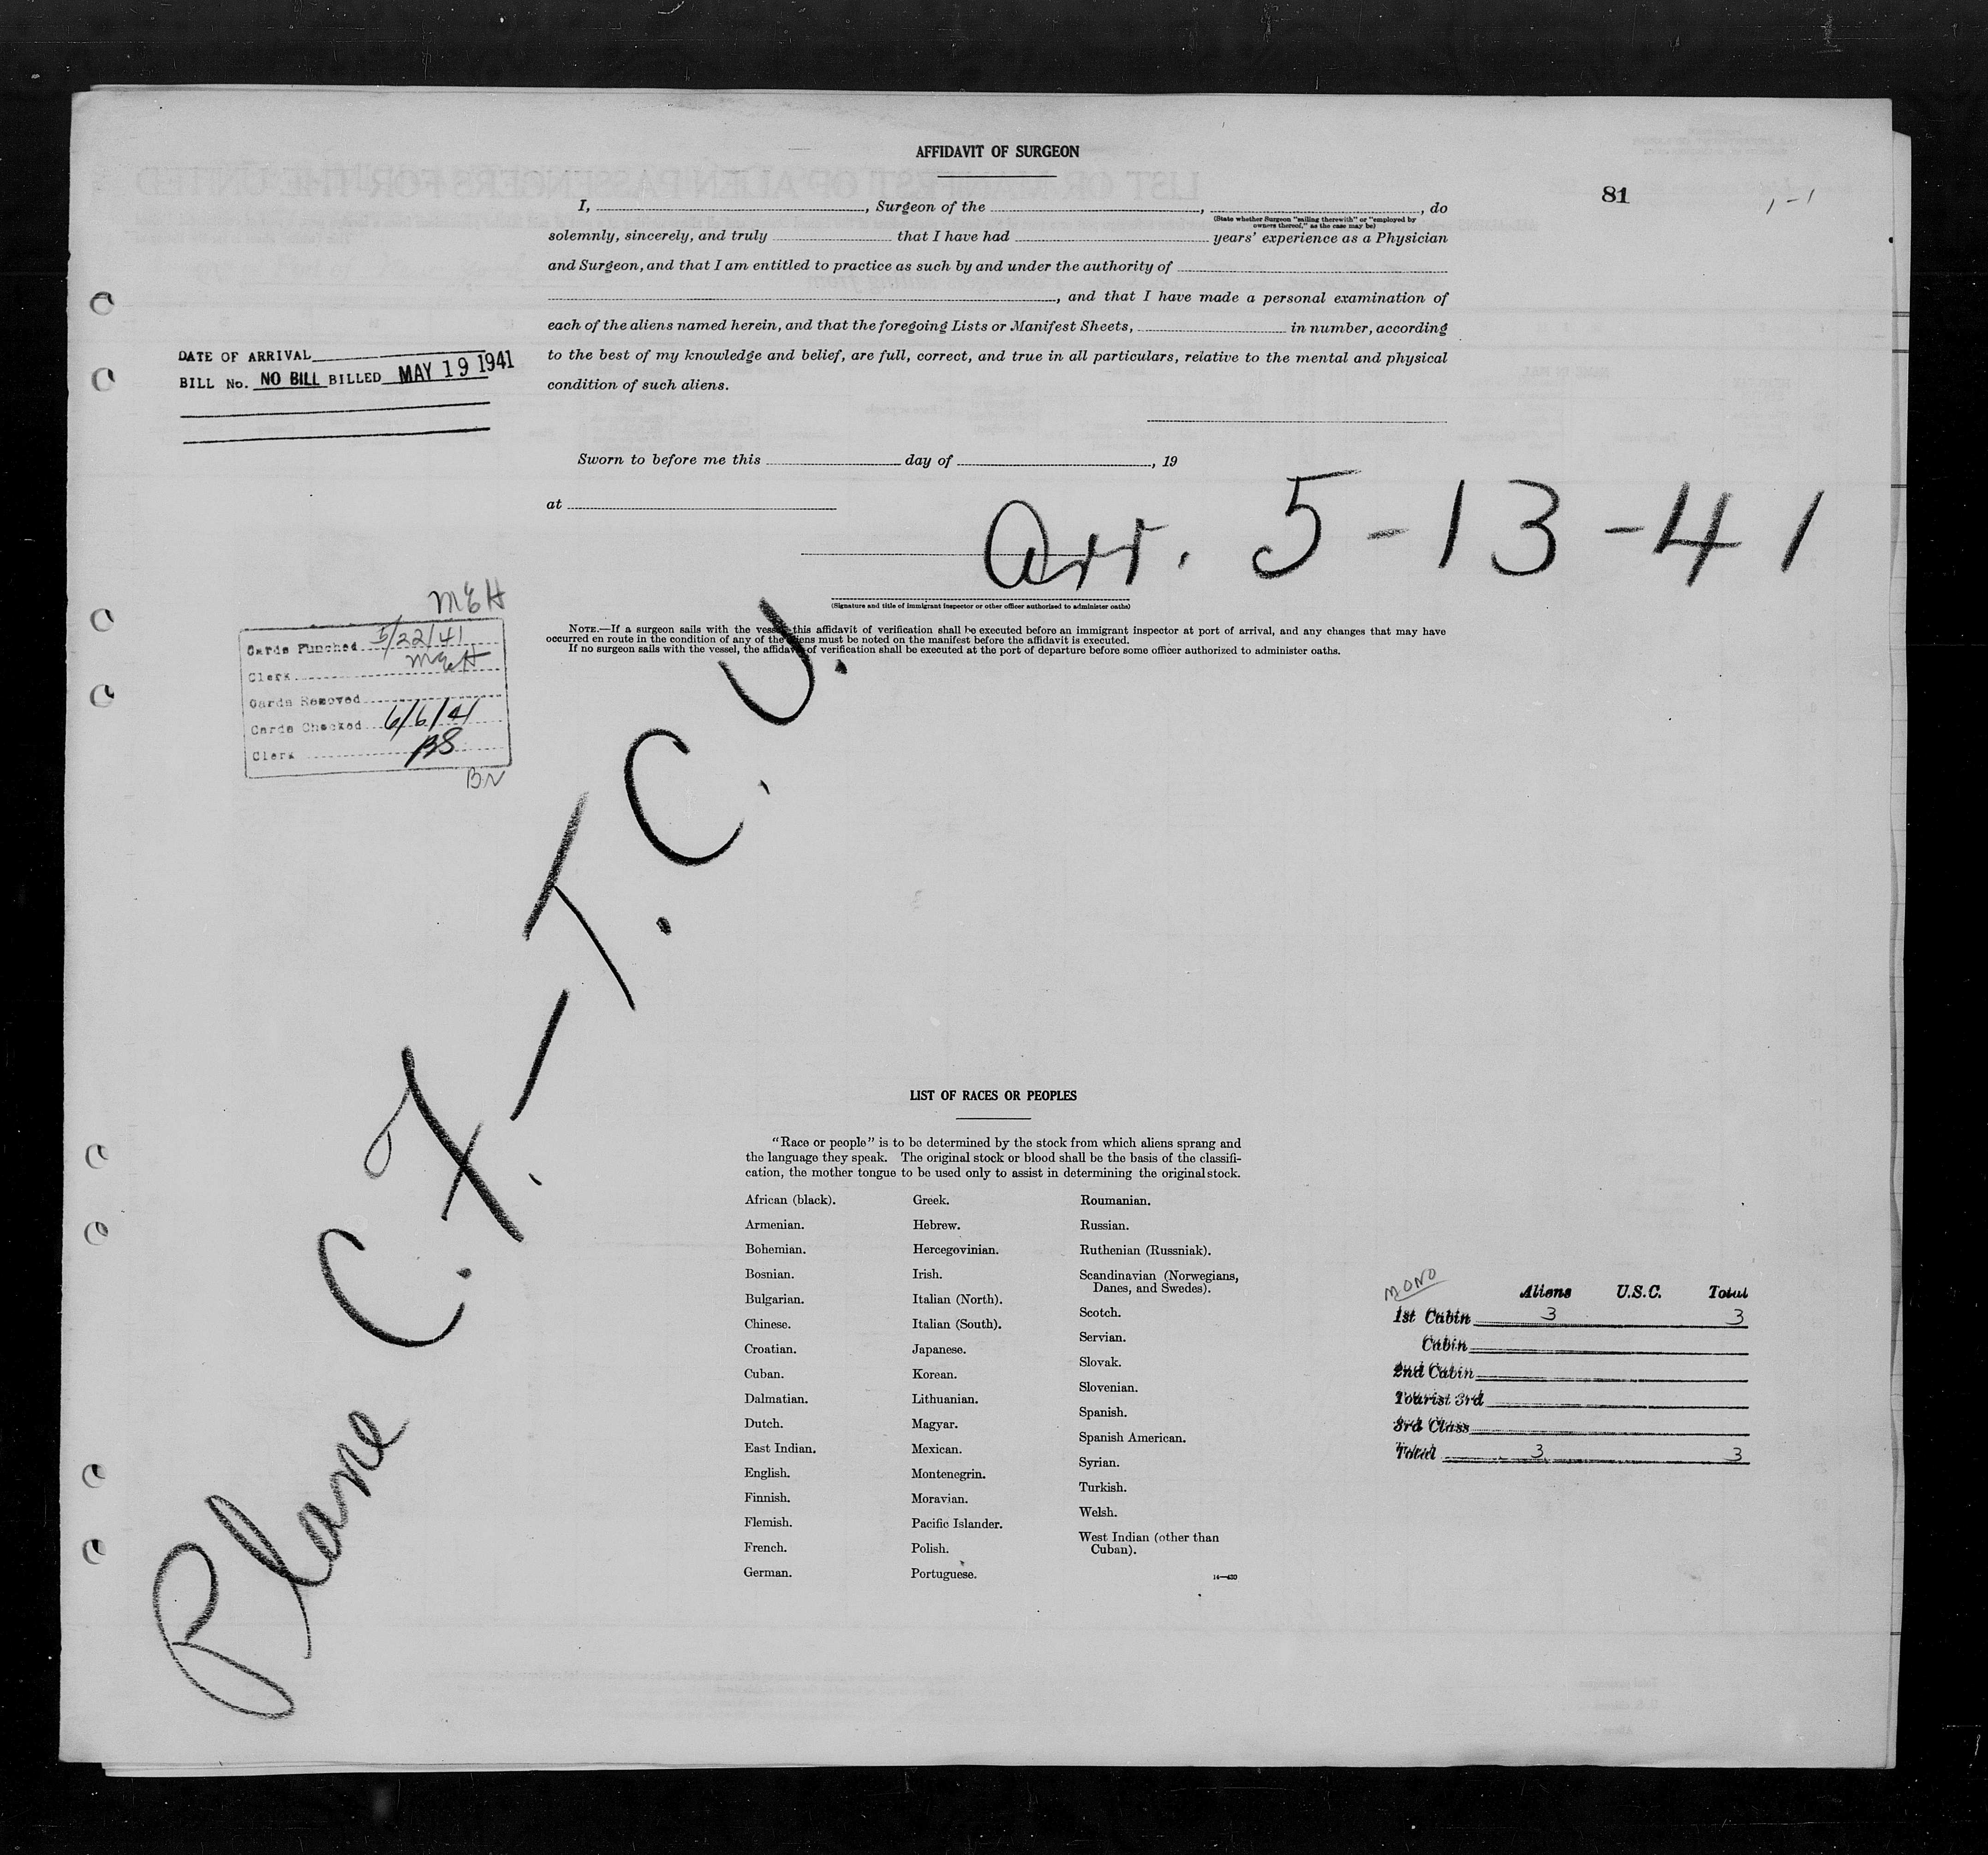 AFFIDAVIT OF SURGEON
81
1-1
I, , Surgeon of the , , do
(State whether Surgeon "sailing therewith" or "employed by
owners thereof," as the case may be)
solemnly, sincerely, and truly that I have had years' experience as a Physician
and Surgeon, and that I am entitled to practice as such by and under the authority of
, and that I have made a personal examination of
each of the aliens named herein, and that the foregoing Lists or Manifest Sheets, in number, according
to the best of my knowledge and belief, are full, correct, and true in all particulars, relative to the mental and physical
condition of such aliens.
DATE OF ARRIVAL
BILL No. NO BILL BILLED MAY 19 1941
Sworn to before me this day of , 19
at
Arr. 5-13-41
(Signature and title of immigrant inspector or other officer authorized to administer oaths)
NOTE.—If a surgeon sails with the vessel, this affidavit of verification shall be executed before an immigrant inspector at port of arrival, and any changes that may have
occurred en route in the condition of any of the aliens must be noted on the manifest before the affidavit is executed.
If no surgeon sails with the vessel, the affidavit of verification shall be executed at the port of departure before some officer authorized to administer oaths.
MEH
Cards Punched 5/22/41
Clerk MEH
Cards Removed
Cards Checked 6/6/41
Clerk BS
BN
Plane C.F.-T.C.U.
LIST OF RACES OR PEOPLES
"Race or people" is to be determined by the stock from which aliens sprang and
the language they speak. The original stock or blood shall be the basis of the classifi-
cation, the mother tongue to be used only to assist in determining the original stock.
African (black).
Armenian.
Bohemian.
Bosnian.
Bulgarian.
Chinese.
Croatian.
Cuban.
Dalmatian.
Dutch.
East Indian.
English.
Finnish.
Flemish.
French.
German.
Greek.
Hebrew.
Hercegovinian.
Irish.
Italian (North).
Italian (South).
Japanese.
Korean.
Lithuanian.
Magyar.
Mexican.
Montenegrin.
Moravian.
Pacific Islander.
Polish.
Portuguese.
Roumanian.
Russian.
Ruthenian (Russniak).
Scandinavian (Norwegians,
Danes, and Swedes).
Scotch.
Servian.
Slovak.
Slovenian.
Spanish.
Spanish American.
Syrian.
Turkish.
Welsh.
West Indian (other than
Cuban).
14—430
MONO
Aliens U.S.C. Total
1st Cabin 3 3
Cabin
2nd Cabin
Tourist 3rd
3rd Class
Total 3 3